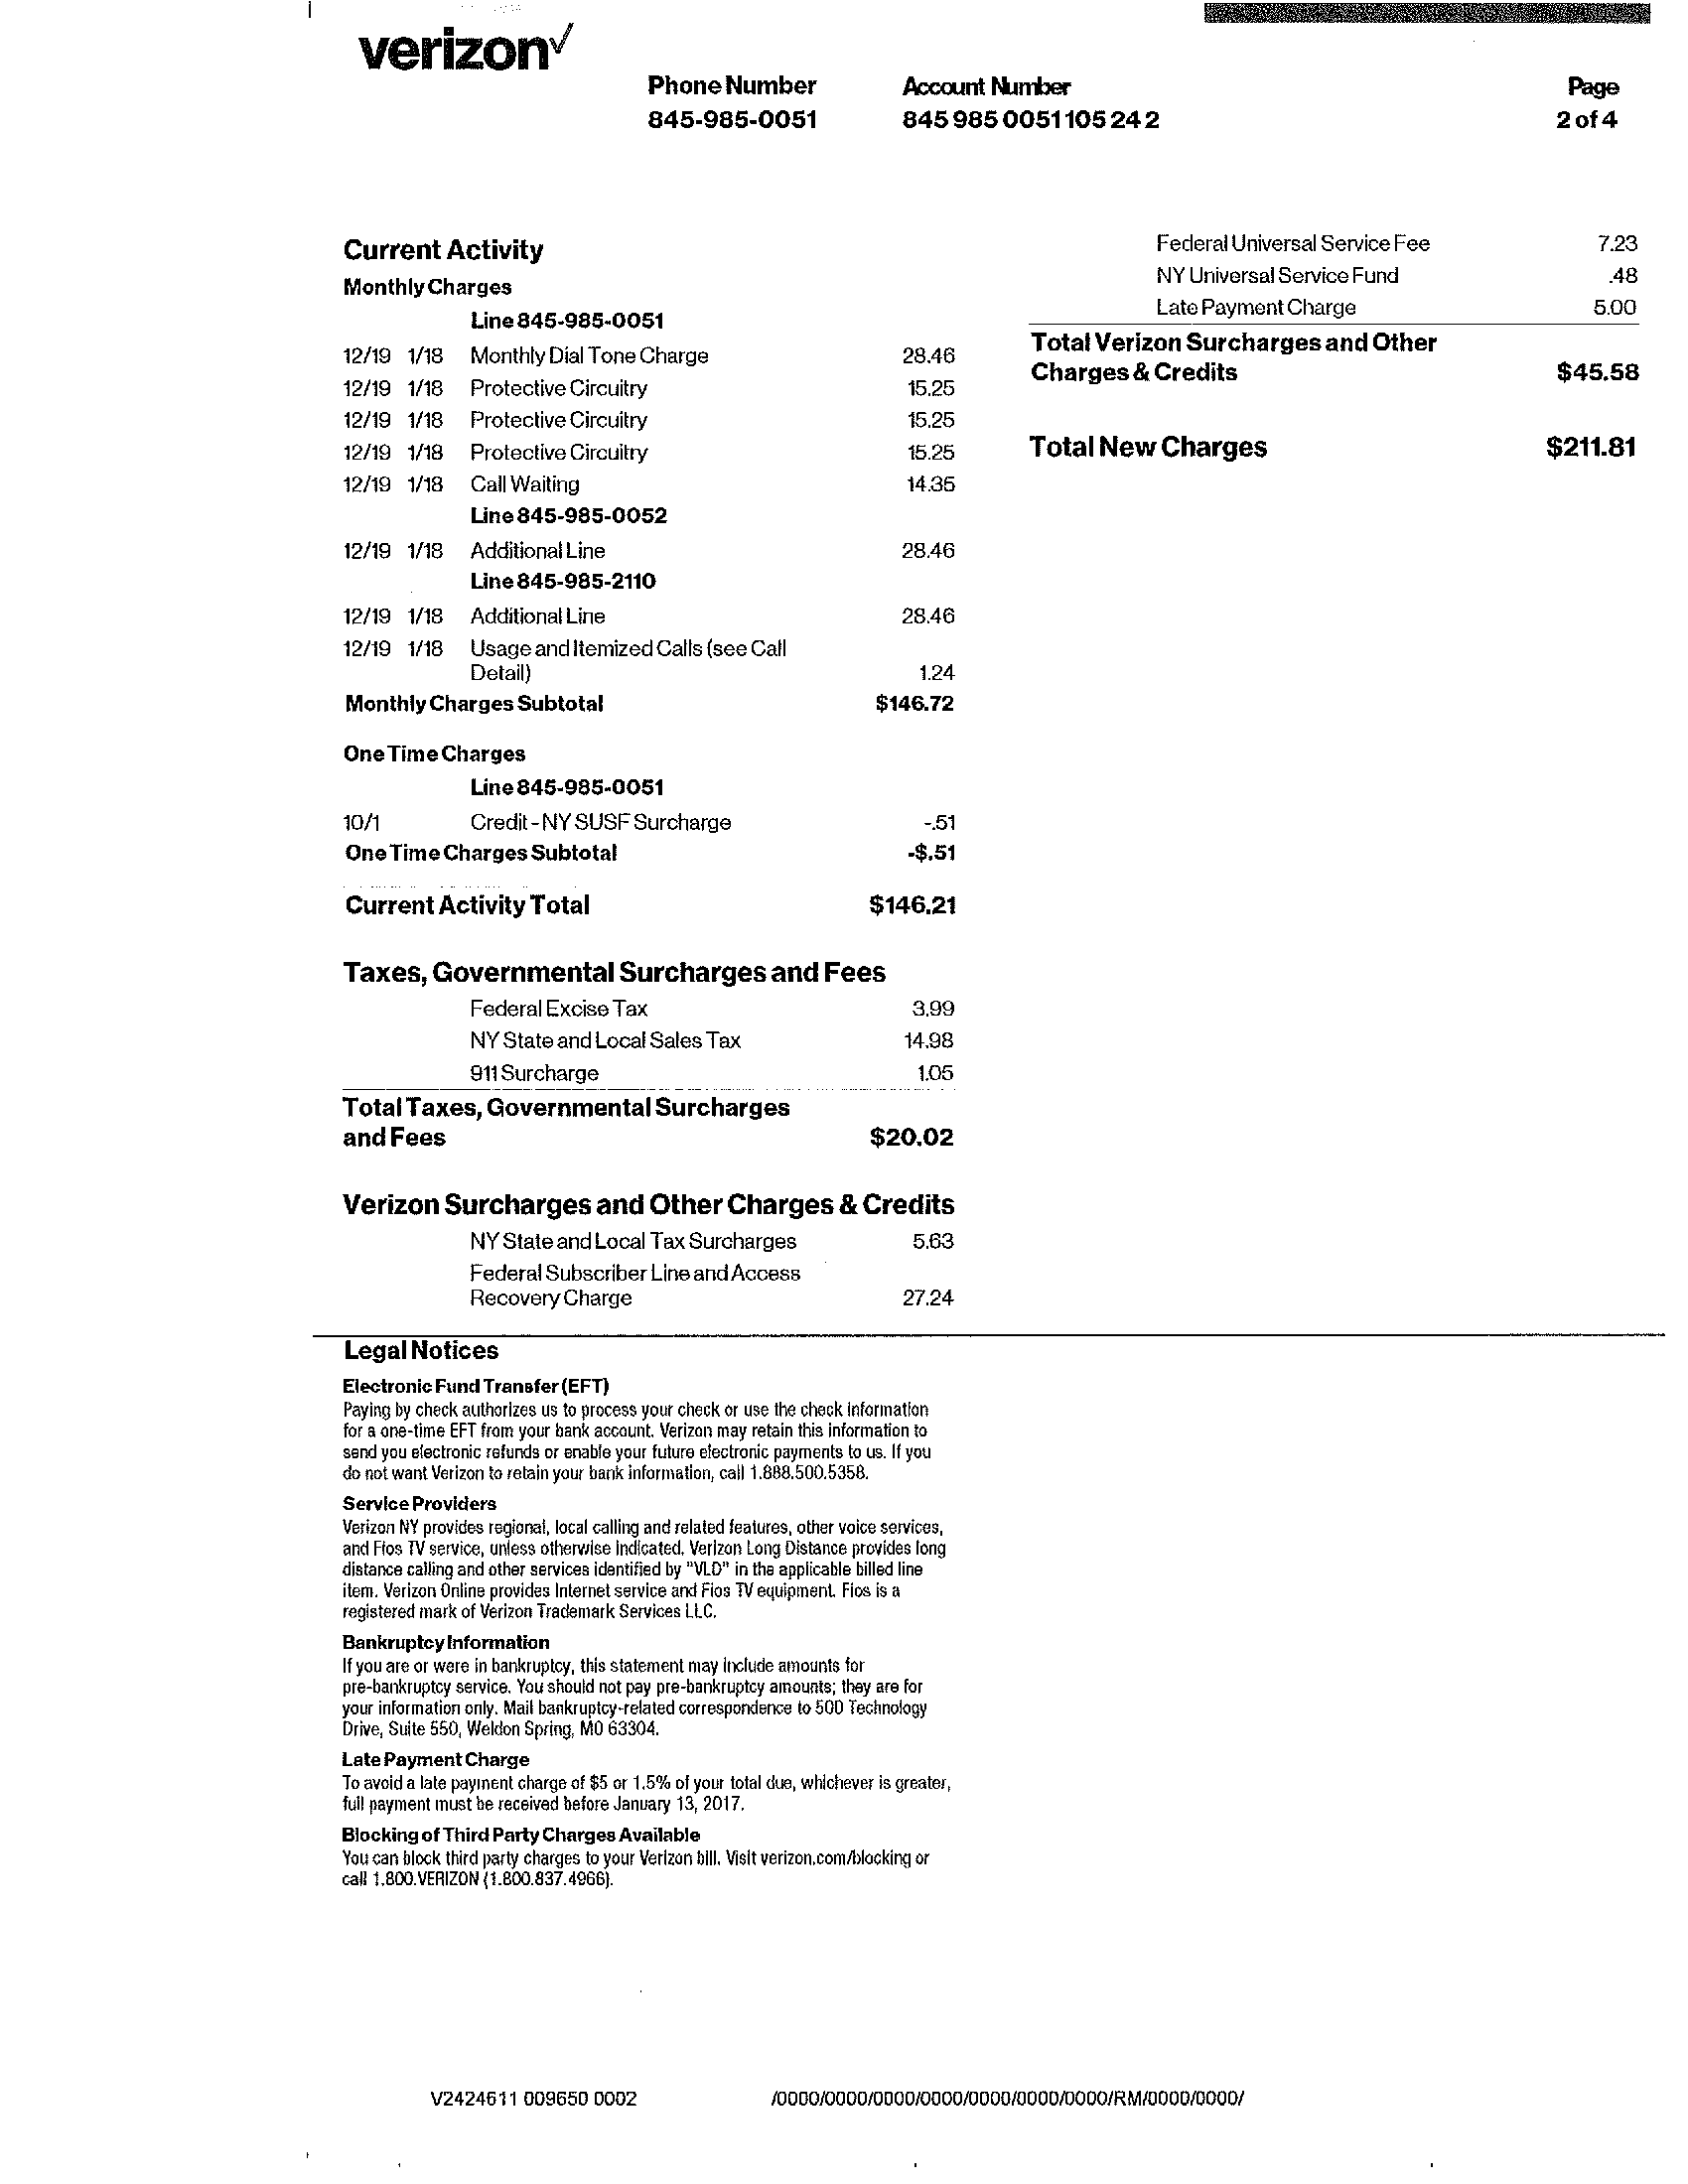 verizon✓
Phone Number Account Number Page
845-985-0051 845 985 0051 105 24 2 2 of 4
Current Activity
Monthly Charges
Line 845-985-0051
12/19 1/18 Monthly Dial Tone Charge 28.46
12/19 1/18 Protective Circuitry 15.25
12/19 1/18 Protective Circuitry 15.25
12/19 1/18 Protective Circuitry 15.25
12/19 1/18 Call Waiting 14.35
Line 845-985-0052
12/19 1/18 Additional Line 28.46
Line 845-985-2110
12/19 1/18 Additional Line 28.46
12/19 1/18 Usage and Itemized Calls (see Call
Detail) 1.24
Monthly Charges Subtotal $146.72
One Time Charges
Line 845-985-0051
10/1 Credit - NY SUSF Surcharge -.51
One Time Charges Subtotal -$.51
Current Activity Total $146.21
Taxes, Governmental Surcharges and Fees
Federal Excise Tax 3.99
NY State and Local Sales Tax 14.98
911 Surcharge 1.05
Total Taxes, Governmental Surcharges
and Fees $20.02
Verizon Surcharges and Other Charges & Credits
NY State and Local Tax Surcharges 5.63
Federal Subscriber Line and Access
Recovery Charge 27.24
Federal Universal Service Fee 7.23
NY Universal Service Fund .48
Late Payment Charge 5.00
Total Verizon Surcharges and Other
Charges & Credits $45.58
Total New Charges $211.81
Legal Notices
Electronic Fund Transfer (EFT)
Paying by check authorizes us to process your check or use the check information
for a one-time EFT from your bank account. Verizon may retain this information to
send you electronic refunds or enable your future electronic payments to us. If you
do not want Verizon to retain your bank information, call 1.888.500.5358.
Service Providers
Verizon NY provides regional, local calling and related features, other voice services,
and Fios TV service, unless otherwise indicated. Verizon Long Distance provides long
distance calling and other services identified by "VLD" in the applicable billed line
item. Verizon Online provides Internet service and Fios TV equipment. Fios is a
registered mark of Verizon Trademark Services LLC.
Bankruptcy Information
If you are or were in bankruptcy, this statement may include amounts for
pre-bankruptcy service. You should not pay pre-bankruptcy amounts; they are for
your information only. Mail bankruptcy-related correspondence to 500 Technology
Drive, Suite 550, Weldon Spring, MO 63304.
Late Payment Charge
To avoid a late payment charge of $5 or 1.5% of your total due, whichever is greater,
full payment must be received before January 13, 2017.
Blocking of Third Party Charges Available
You can block third party charges to your Verizon bill. Visit verizon.com/blocking or
call 1.800.VERIZON (1.800.837.4966).
V2424611 009650 0002 /0000/0000/0000/0000/0000/0000/0000/RM/0000/0000/